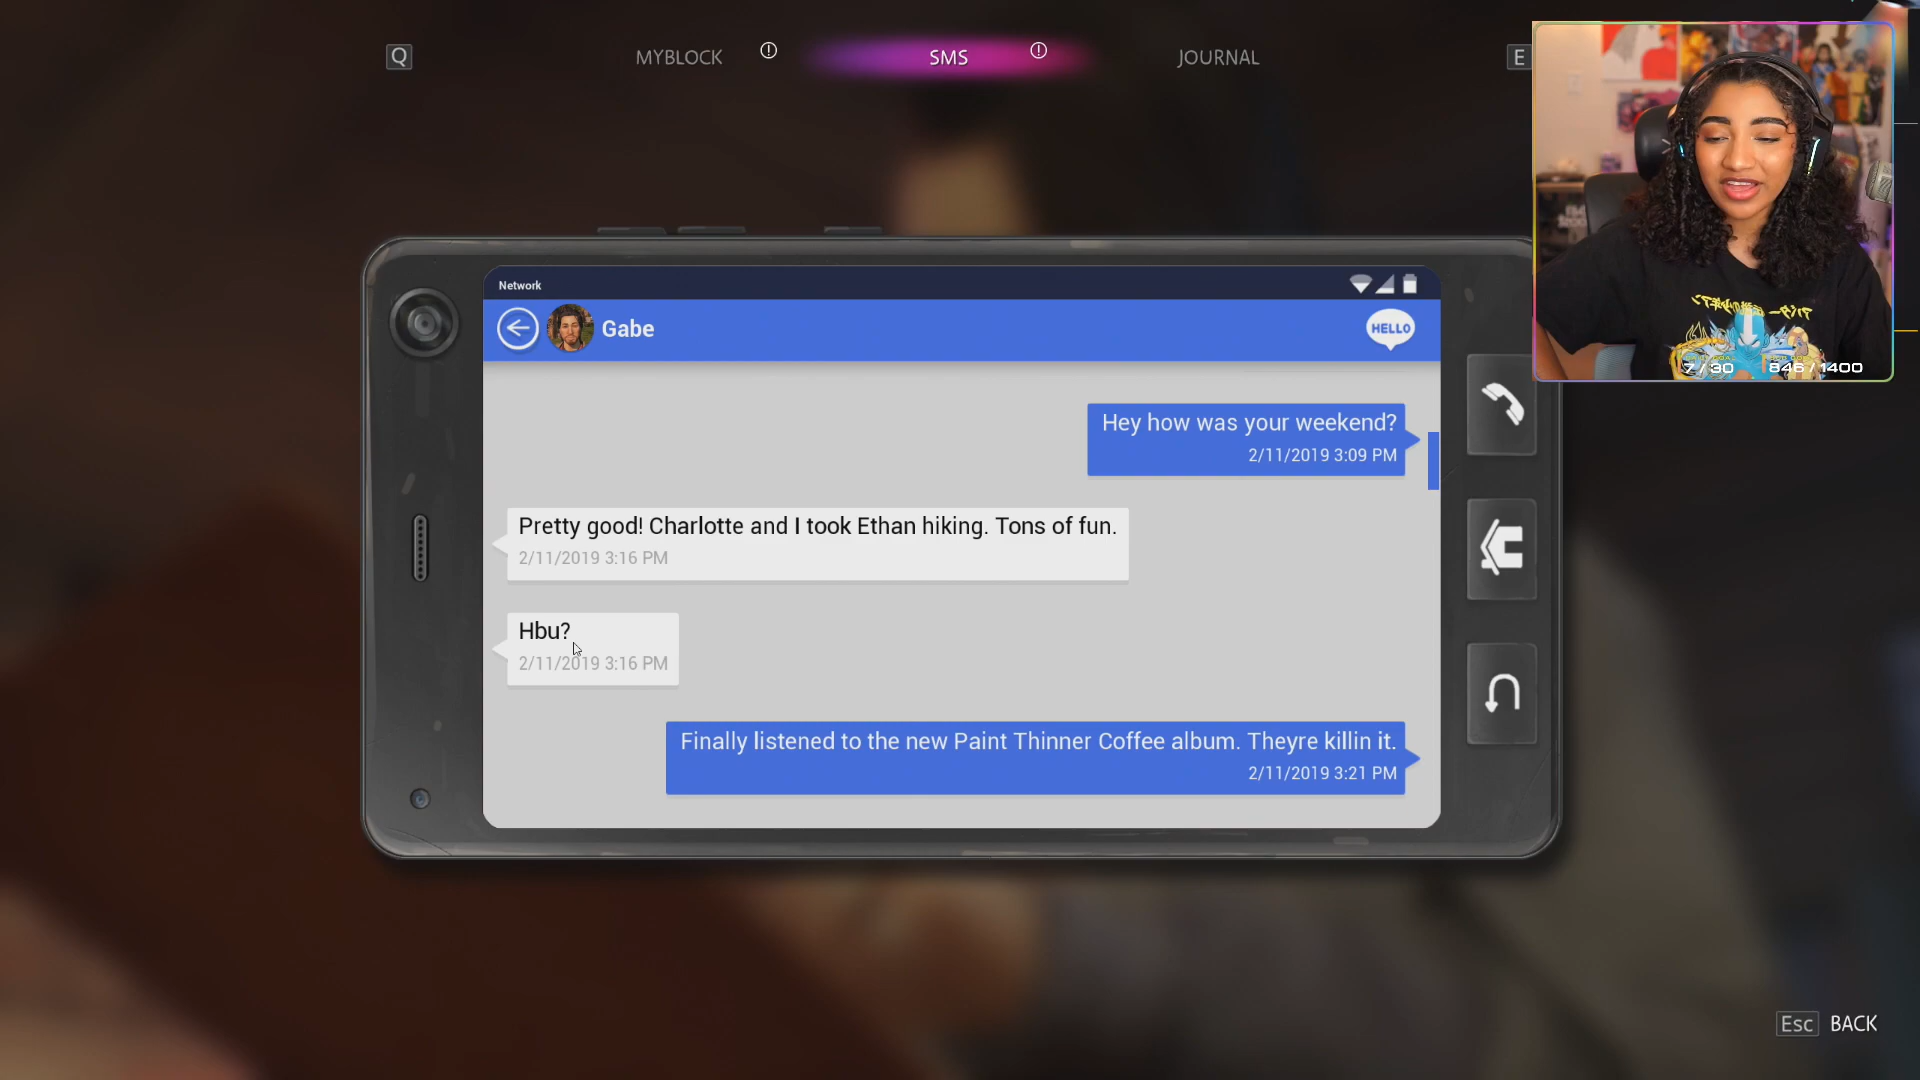 Q
MYBLOCK
SMS
JOURNAL
E
Network
Gabe
HELLO
Hey how was your weekend?
2/11/2019 3:09 PM
Pretty good! Charlotte and I took Ethan hiking. Tons of fun.
2/11/2019 3:16 PM
Hbu?
2/11/2019 3:16 PM
Finally listened to the new Paint Thinner Coffee album. Theyre killin it.
2/11/2019 3:21 PM
7/30
846/1400
Esc BACK